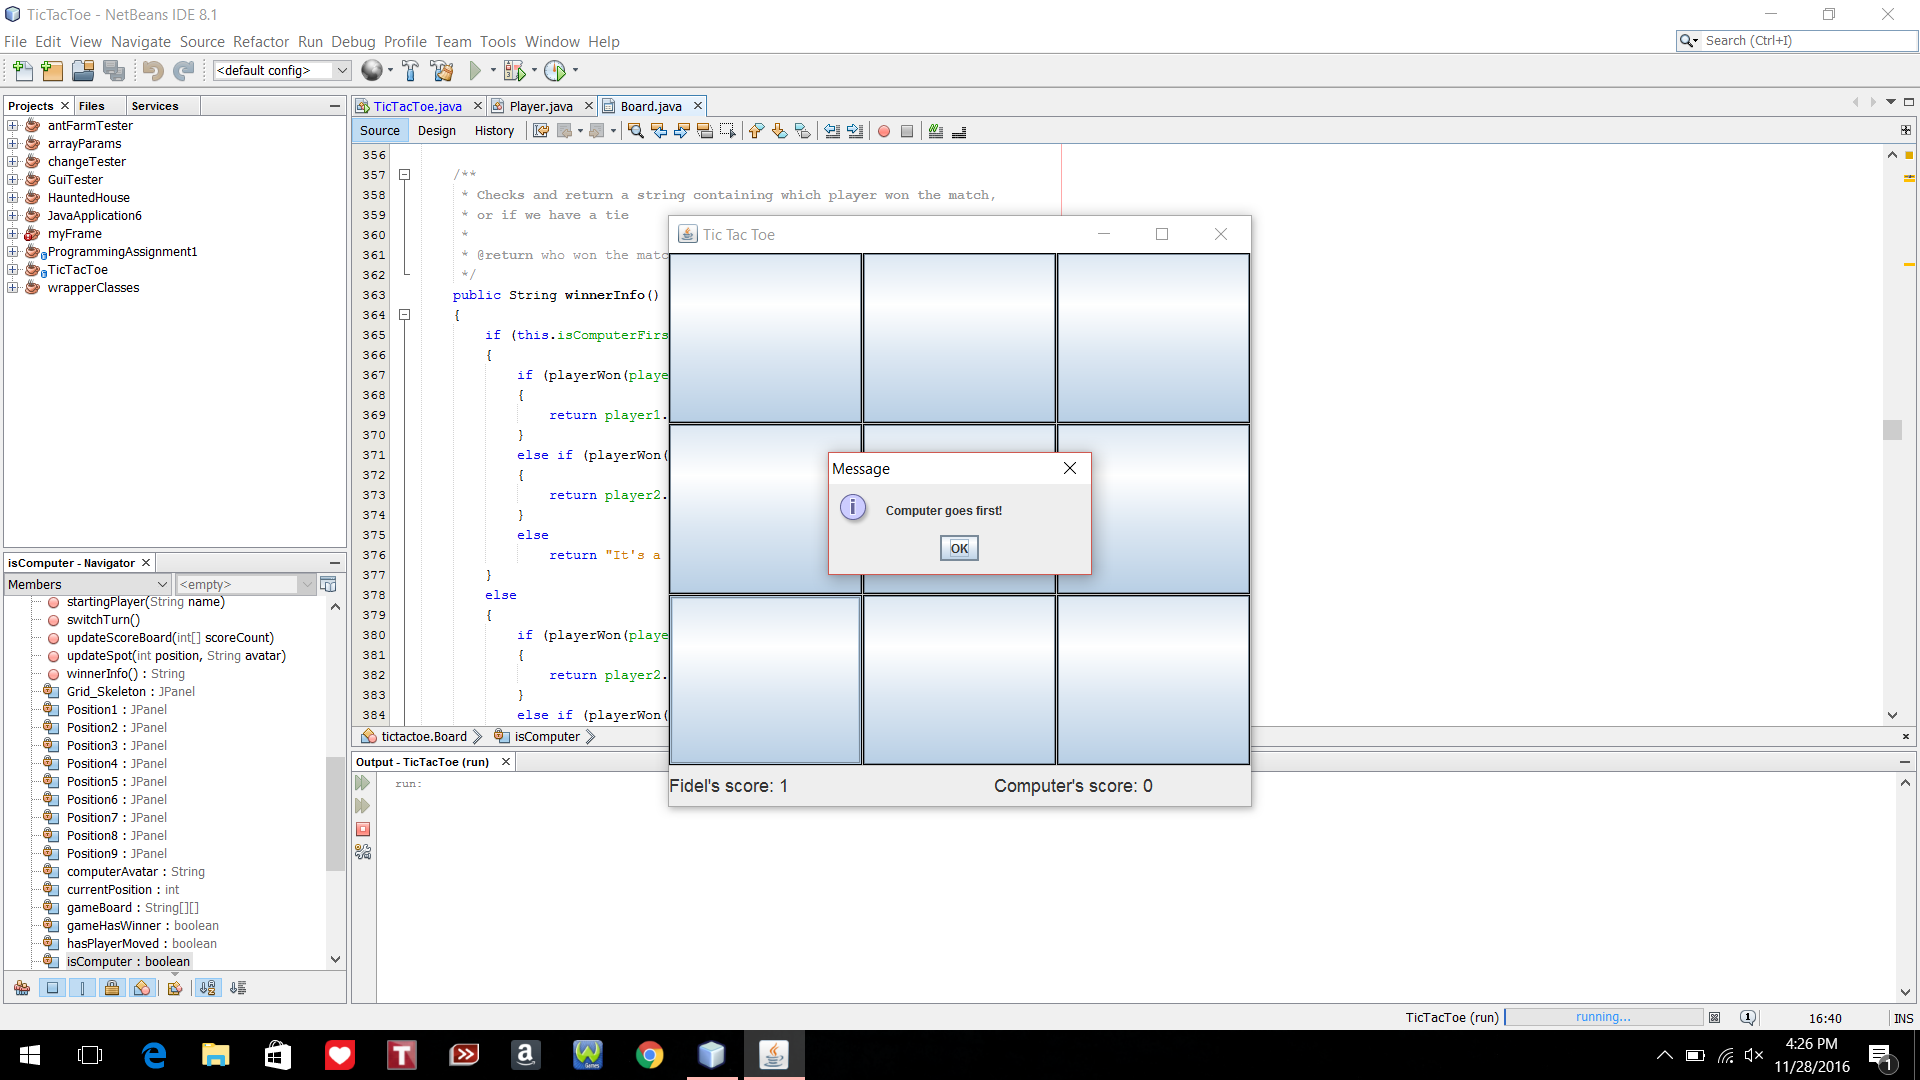 TicTacToe - NetBeans IDE 8.1
File Edit View Navigate Source Refactor Run Debug Profile Team Tools Window Help
Search (Ctrl+I)
<default config>
Projects Files Services
antFarmTester
arrayParams
changeTester
GuiTester
HauntedHouse
JavaApplication6
myFrame
ProgrammingAssignment1
TicTacToe
wrapperClasses
isComputer - Navigator
Members <empty>
startingPlayer(String name)
switchTurn()
updateScoreBoard(int[] scoreCount)
updateSpot(int position, String avatar)
winnerInfo() : String
Grid_Skeleton : JPanel
Position1 : JPanel
Position2 : JPanel
Position3 : JPanel
Position4 : JPanel
Position5 : JPanel
Position6 : JPanel
Position7 : JPanel
Position8 : JPanel
Position9 : JPanel
computerAvatar : String
currentPosition : int
gameBoard : String[][]
gameHasWinner : boolean
hasPlayerMoved : boolean
isComputer : boolean
TicTacToe.java Player.java Board.java
Source Design History
356
357 /**
358 * Checks and return a string containing which player won the match,
359 * or if we have a tie
360 *
361 * @return who won the matc
362 */
363 public String winnerInfo()
364 {
365 if (this.isComputerFirs
366 {
367 if (playerWon(playe
368 {
369 return player1.
370 }
371 else if (playerWon(
372 {
373 return player2.
374 }
375 else
376 return "It's a
377 }
378 else
379 {
380 if (playerWon(playe
381 {
382 return player2.
383 }
384 else if (playerWon(
tictactoe.Board isComputer
Output - TicTacToe (run)
run:
Tic Tac Toe
Message
Computer goes first!
OK
Fidel's score: 1 Computer's score: 0
TicTacToe (run) running... 1 16:40 INS
4:26 PM
11/28/2016
1